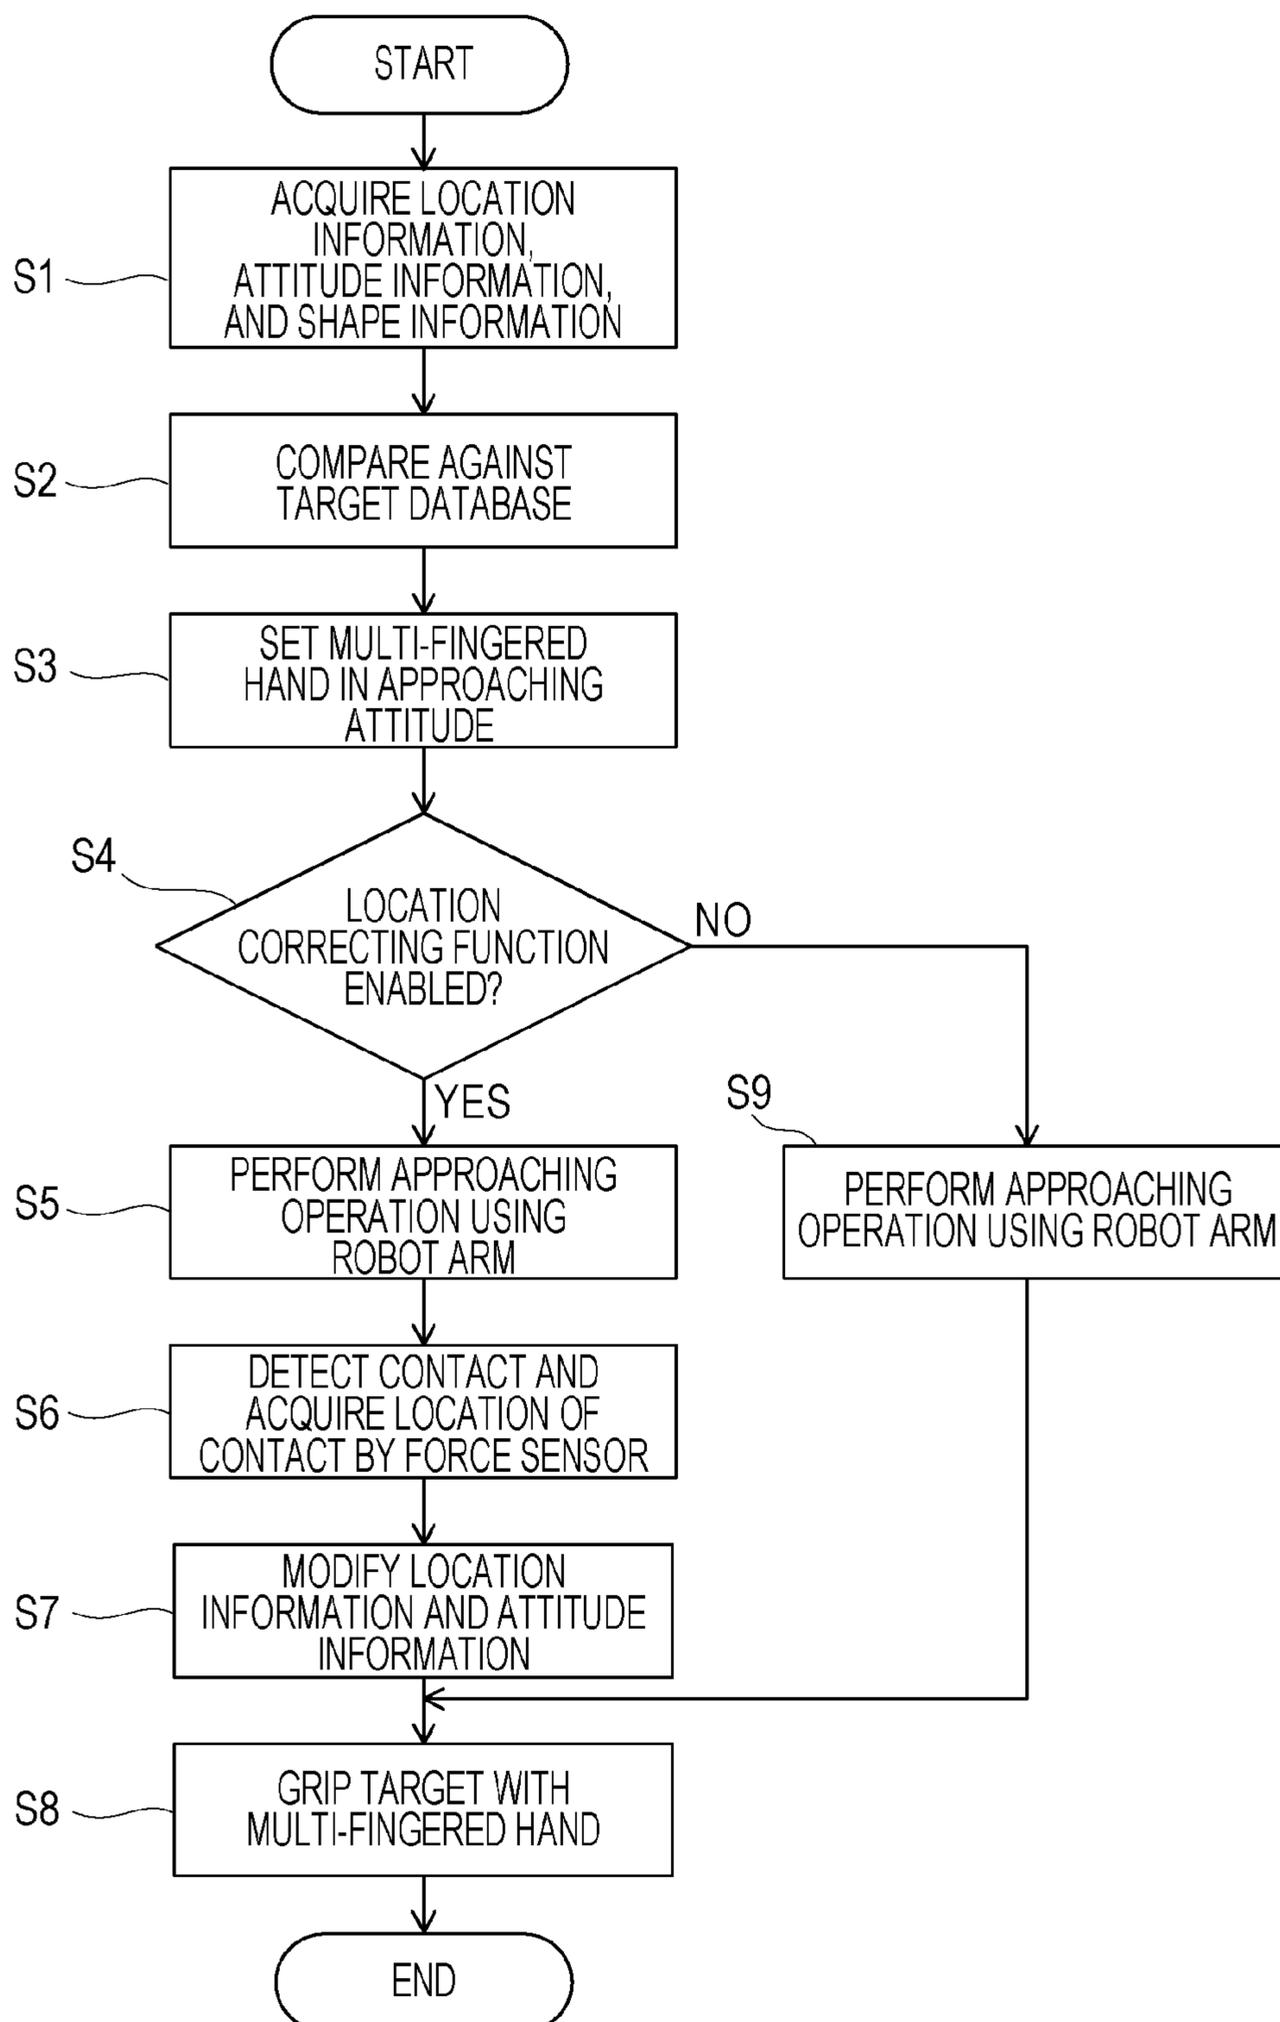 START
S1
ACQUIRE LOCATION
INFORMATION,
ATTITUDE INFORMATION,
AND SHAPE INFORMATION
S2
COMPARE AGAINST
TARGET DATABASE
S3
SET MULTI-FINGERED
HAND IN APPROACHING
ATTITUDE
S4
LOCATION
CORRECTING FUNCTION
ENABLED?
NO
YES
S5
PERFORM APPROACHING
OPERATION USING
ROBOT ARM
S9
PERFORM APPROACHING
OPERATION USING ROBOT ARM
S6
DETECT CONTACT AND
ACQUIRE LOCATION OF
CONTACT BY FORCE SENSOR
S7
MODIFY LOCATION
INFORMATION AND ATTITUDE
INFORMATION
S8
GRIP TARGET WITH
MULTI-FINGERED HAND
END